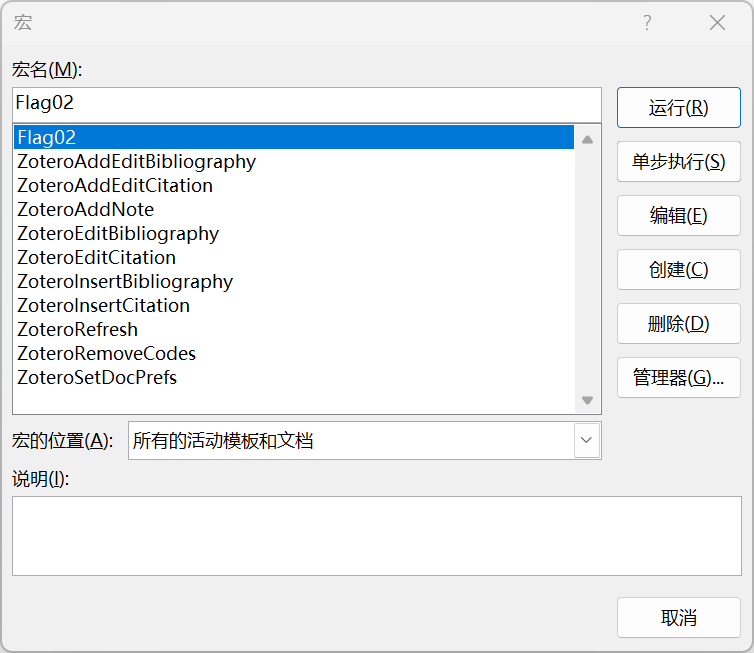 宏
宏名(M):
Flag02
运行(R)
Flag02
ZoteroAddEditBibliography
单步执行(S)
ZoteroAddEditCitation
ZoteroAddNote
编辑(E)
ZoteroEditBibliography
ZoteroEditCitation
创建(C)
ZoteroInsertBibliography
ZoteroInsertCitation
删除(D)
ZoteroRefresh
ZoteroRemoveCodes
ZoteroSetDocPrefs
管理器(G)...
宏的位置(A):
所有的活动模板和文档
说明(I):
取消